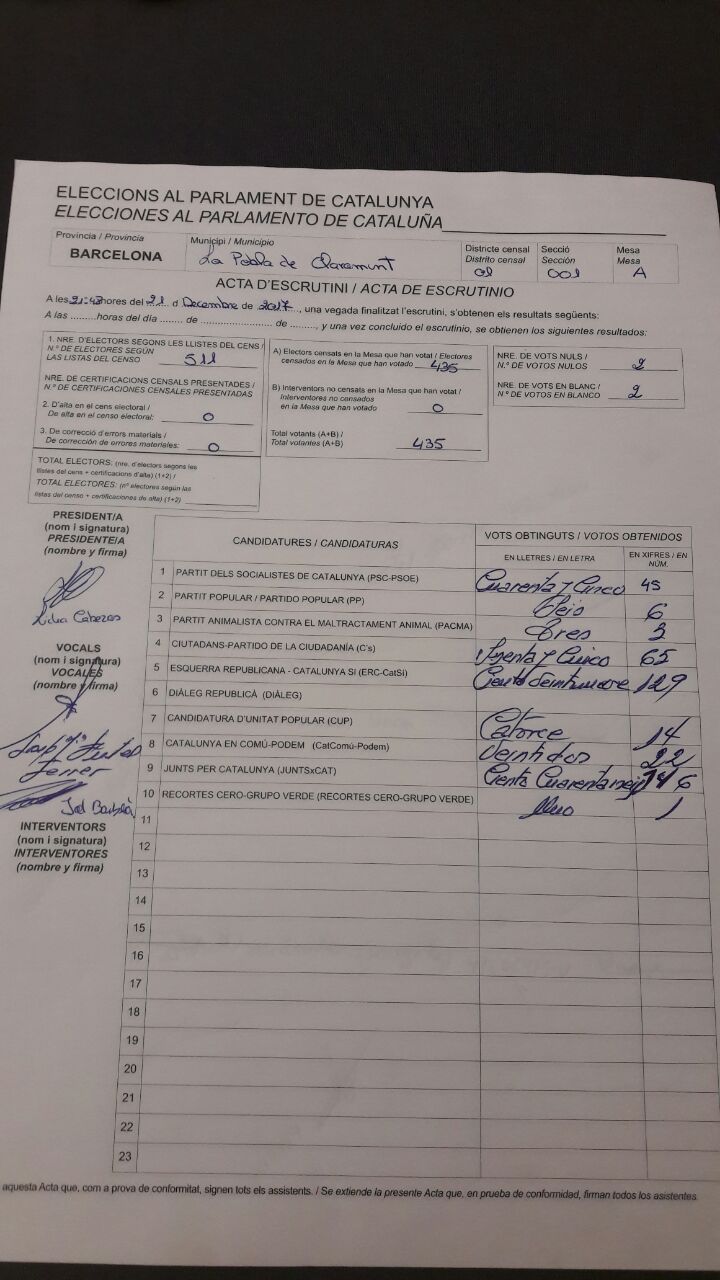 ELECCIONS AL PARLAMENT DE CATALUNYA
ELECCIONES AL PARLAMENTO DE CATALUÑA
Província / Provincia
BARCELONA
Municipi / Municipio
La Pobla de Claramunt
Districte censal
Distrito censal
01
Secció
Sección
001
Mesa
Mesa
A
ACTA D'ESCRUTINI / ACTA DE ESCRUTINIO
A les 21:43 hores del 21 d Decembre de 2017, una vegada finalitzat l'escrutini, s'obtenen els resultats següents:
A las .........horas del día ........ de ........................ de ........., y una vez concluido el escrutinio, se obtienen los siguientes resultados:
1. NRE. D'ELECTORS SEGONS LES LLISTES DEL CENS /
N.º DE ELECTORES SEGÚN
LAS LISTAS DEL CENSO 511
NRE. DE CERTIFICACIONS CENSALS PRESENTADES /
N.º DE CERTIFICACIONES CENSALES PRESENTADAS
2. D'alta en el cens electoral /
De alta en el censo electoral: 0
3. De correcció d'errors materials /
De corrección de errores materiales: 0
TOTAL ELECTORS: (nre. d'electors segons les
llistes del cens + certificacions d'alta) (1+2) /
TOTAL ELECTORES: (nº electores según las
listas del censo + certificaciones de alta) (1+2)
A) Electors censats en la Mesa que han votat / Electores
censados en la Mesa que han votado 435
B) Interventors no censats en la Mesa que han votat /
Interventores no censados
en la Mesa que han votado 0
Total votants (A+B) /
Total votantes (A+B) 435
NRE. DE VOTS NULS /
N.º DE VOTOS NULOS 2
NRE. DE VOTS EN BLANC /
N.º DE VOTOS EN BLANCO 2
PRESIDENT/A
(nom i signatura)
PRESIDENTE/A
(nombre y firma)
VOCALS
(nom i signatura)
VOCALES
(nombre y firma)
Ferrer
INTERVENTORS
(nom i signatura)
INTERVENTORES
(nombre y firma)
CANDIDATURES / CANDIDATURAS
VOTS OBTINGUTS / VOTOS OBTENIDOS
EN LLETRES / EN LETRA
EN XIFRES / EN NÚM.
1 PARTIT DELS SOCIALISTES DE CATALUNYA (PSC-PSOE) Cuarenta y Cinco 45
2 PARTIT POPULAR / PARTIDO POPULAR (PP) Seis 6
3 PARTIT ANIMALISTA CONTRA EL MALTRACTAMENT ANIMAL (PACMA) Tres 3
4 CIUTADANS-PARTIDO DE LA CIUDADANÍA (C's) Sesenta y Cinco 65
5 ESQUERRA REPUBLICANA - CATALUNYA SI (ERC-CatSI) 129
6 DIÀLEG REPUBLICÀ (DIÀLEG)
7 CANDIDATURA D'UNITAT POPULAR (CUP) Catorce 14
8 CATALUNYA EN COMÚ-PODEM (CatComú-Podem) Veintidos 22
9 JUNTS PER CATALUNYA (JUNTSxCAT) 146
10 RECORTES CERO-GRUPO VERDE (RECORTES CERO-GRUPO VERDE) Uno 1
11
12
13
14
15
16
17
18
19
20
21
22
23
aquesta Acta que, com a prova de conformitat, signen tots els assistents. / Se extiende la presente Acta que, en prueba de conformidad, firman todos los asistentes.